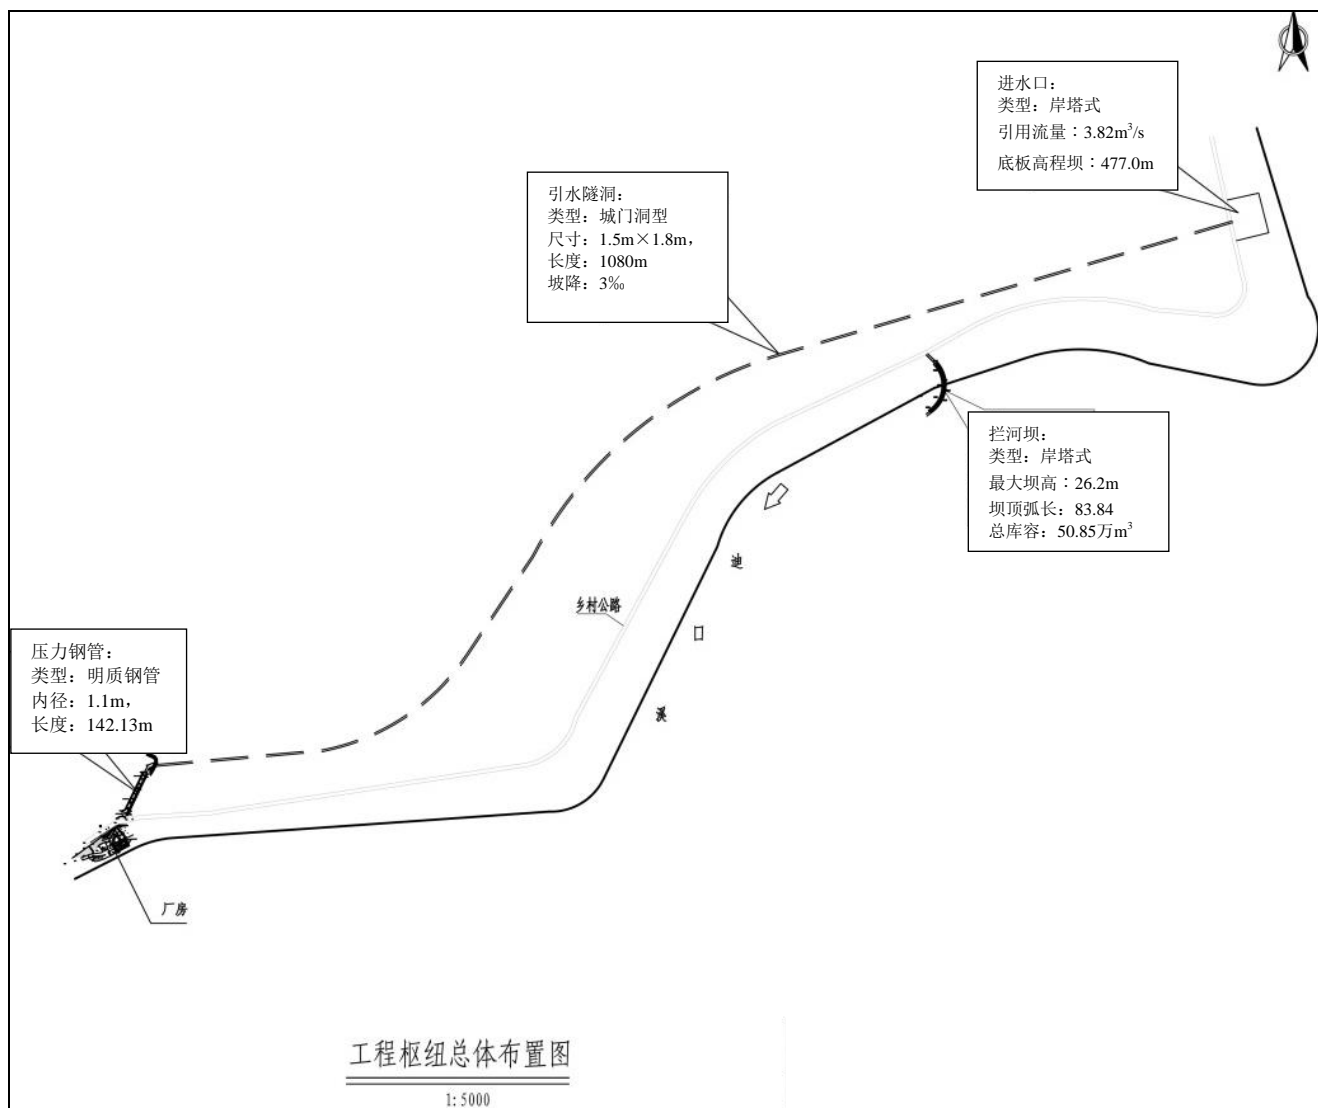 进水口：
类型：岸塔式
引用流量：3.82m³/s
底板高程坝：477.0m
引水隧洞：
类型：城门洞型
尺寸：1.5m×1.8m，
长度：1080m
坡降：3‰
拦河坝：
类型：岸塔式
最大坝高：26.2m
坝顶弧长：83.84
总库容：50.85万m³
迪
口
溪
乡村公路
压力钢管：
类型：明质钢管
内径：1.1m，
长度：142.13m
厂房
工程枢纽总体布置图
1:5000